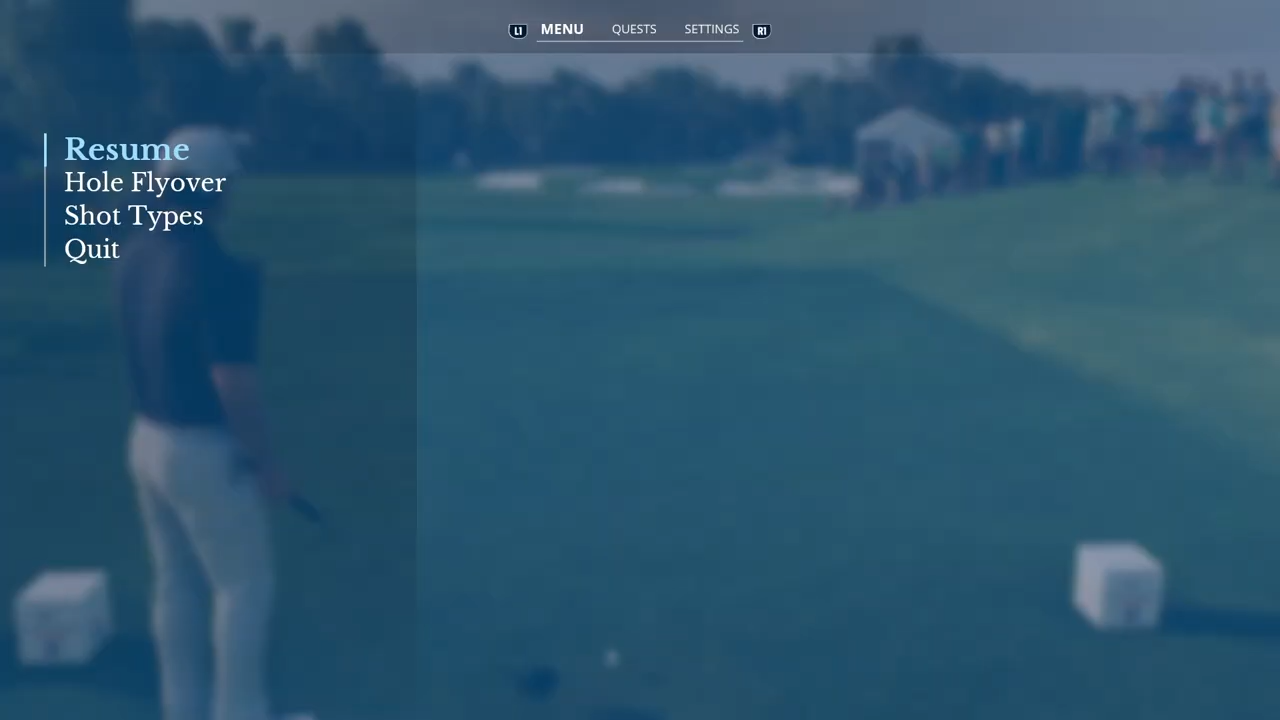 L1 MENU QUESTS SETTINGS R1
Resume
Hole Flyover
Shot Types
Quit